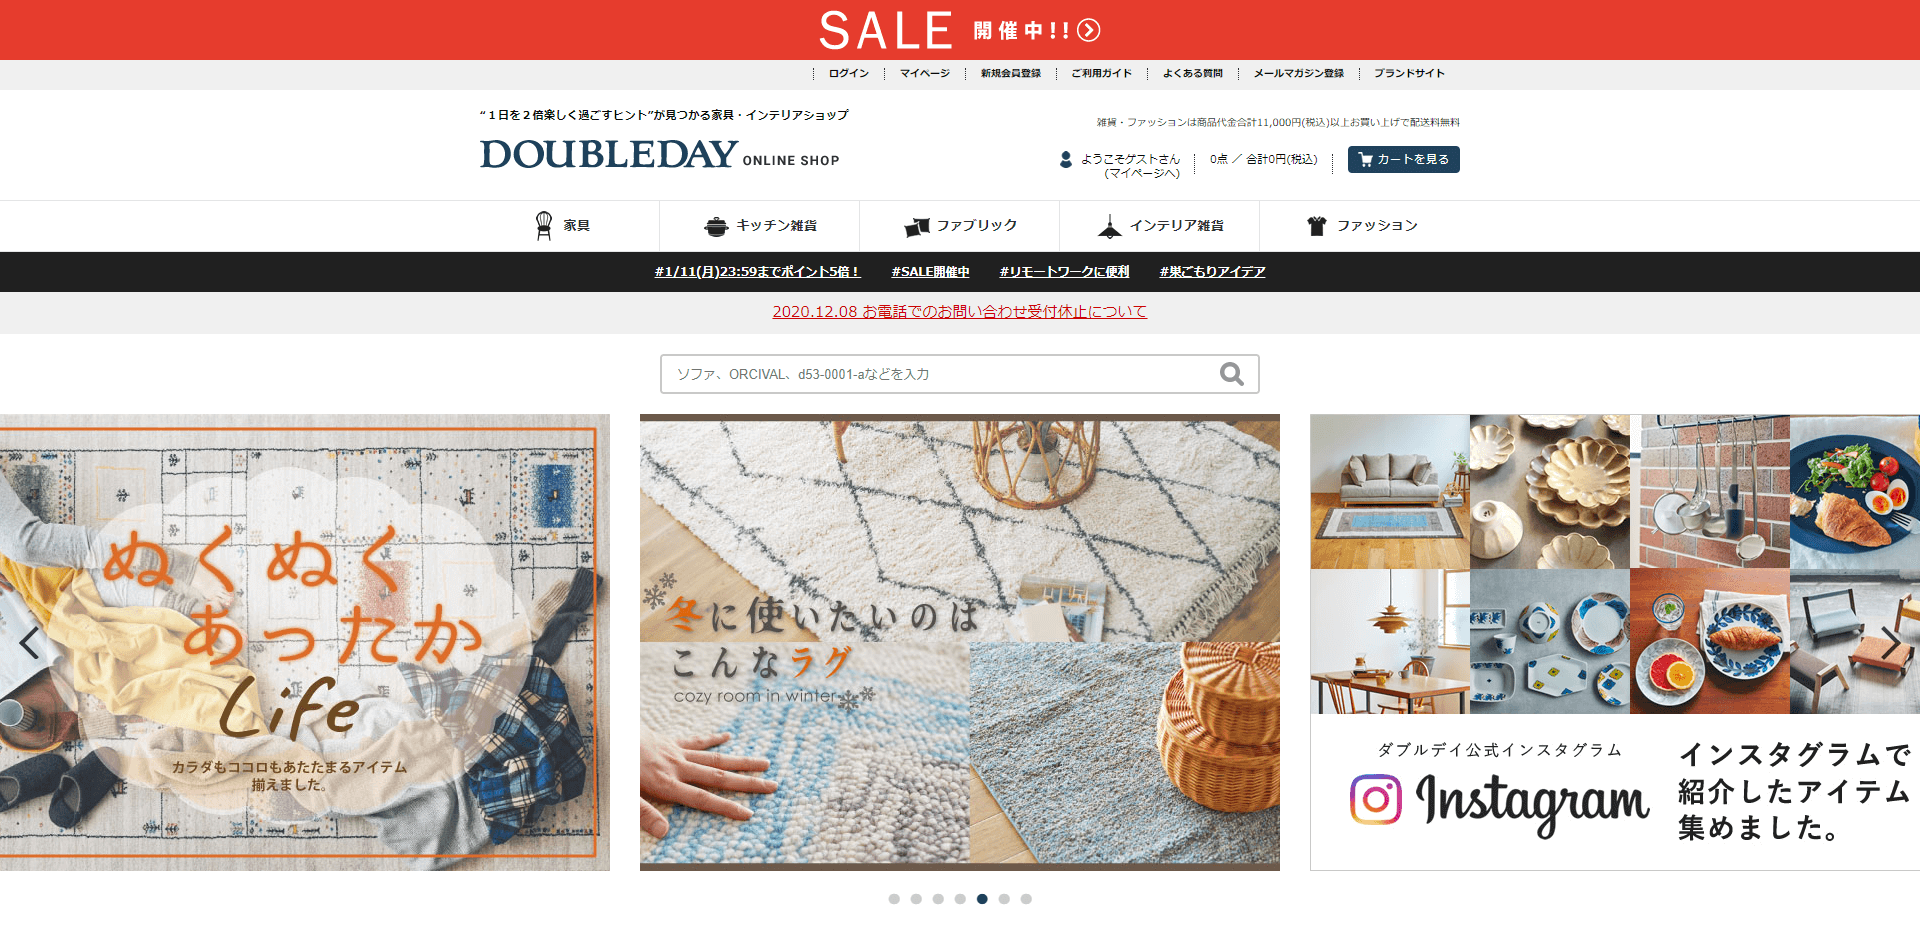 SALE 開催中!!
ログイン マイページ 新規会員登録 ご利用ガイド よくある質問 メールマガジン登録 ブランドサイト
“１日を２倍楽しく過ごすヒント”が見つかる家具・インテリアショップ
雑貨・ファッションは商品代金合計11,000円(税込)以上お買い上げで配送料無料
DOUBLEDAY ONLINE SHOP
ようこそゲストさん
(マイページへ)
0点 ／ 合計0円(税込)
カートを見る
家具 キッチン雑貨 ファブリック インテリア雑貨 ファッション
#1/11(月)23:59までポイント5倍！ #SALE開催中 #リモートワークに便利 #巣ごもりアイデア
2020.12.08 お電話でのお問い合わせ受付休止について
ソファ、ORCIVAL、d53-0001-aなどを入力
ぬくぬく
あったか
Life
カラダもココロもあたたまるアイテム
揃えました。
冬に使いたいのは
こんなラグ
cozy room in winter
ダブルデイ公式インスタグラム
Instagram
インスタグラムで
紹介したアイテム
集めました。